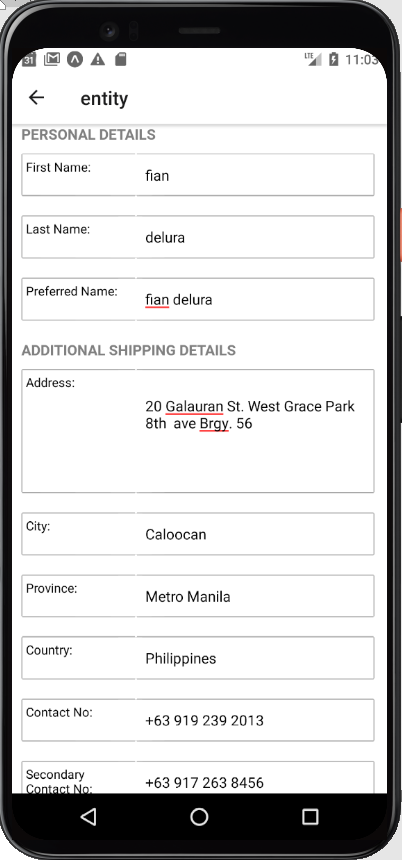 31
LTE
11:03
entity
PERSONAL DETAILS
First Name:
fian
Last Name:
delura
Preferred Name:
fian delura
ADDITIONAL SHIPPING DETAILS
Address:
20 Galauran St. West Grace Park
8th ave Brgy. 56
City:
Caloocan
Province:
Metro Manila
Country:
Philippines
Contact No:
+63 919 239 2013
Secondary
Contact No:
+63 917 263 8456